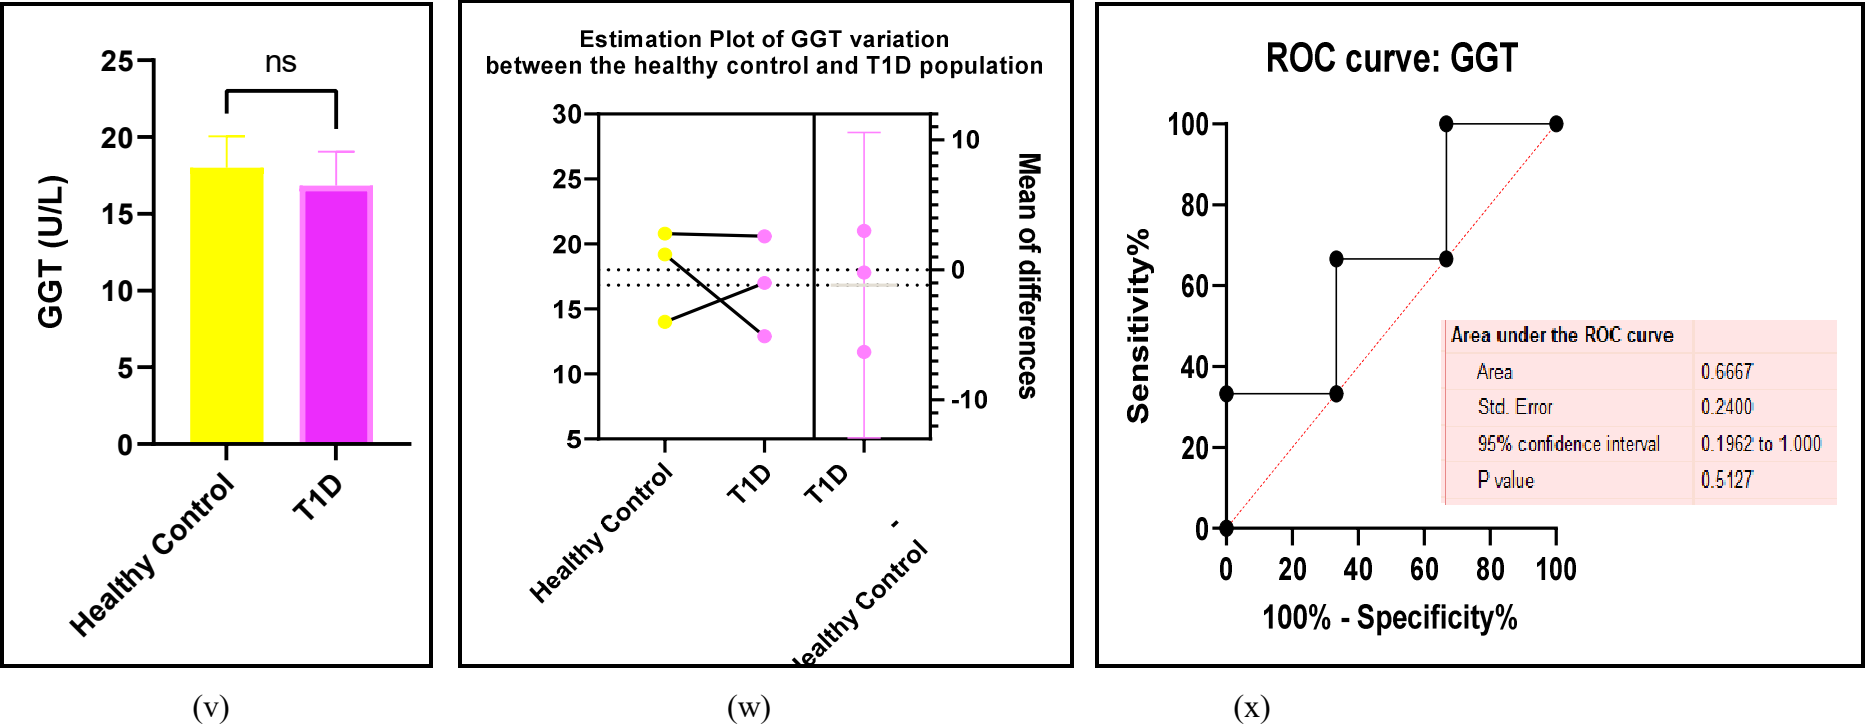 25
20
15
10
5
0
GGT (U/L)
ns
Healthy Control
T1D
(v)
Estimation Plot of GGT variation
between the healthy control and T1D population
30
25
20
15
10
5
10
0
-10
Mean of differences
Healthy Control
T1D
T1D
-
ealthy Control
(w)
ROC curve: GGT
100
80
60
40
20
0
Sensitivity%
0 20 40 60 80 100
100% - Specificity%
Area under the ROC curve
Area 0.6667
Std. Error 0.2400
95% confidence interval 0.1962 to 1.000
P value 0.5127
(x)